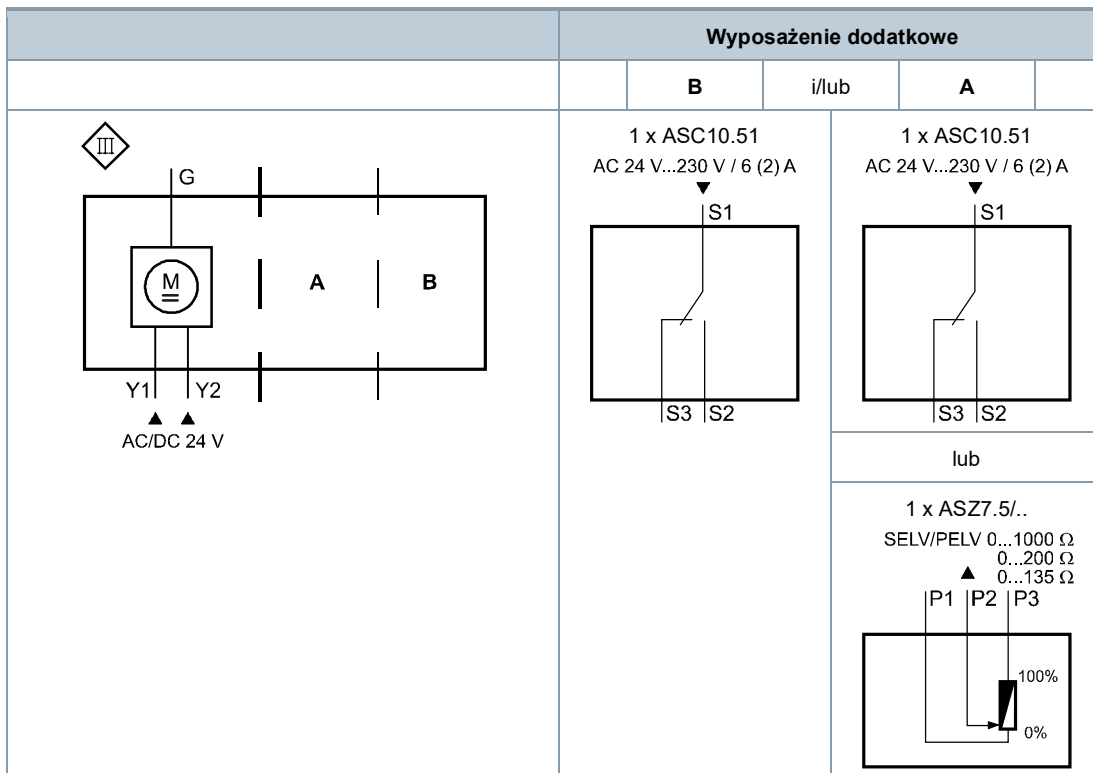 Wyposażenie dodatkowe
B i/lub A
III
G
M
A B
Y1 Y2
AC/DC 24 V
1 x ASC10.51
AC 24 V...230 V / 6 (2) A
S1
S3 S2
1 x ASC10.51
AC 24 V...230 V / 6 (2) A
S1
S3 S2
lub
1 x ASZ7.5/..
SELV/PELV 0...1000 Ω
0...200 Ω
0...135 Ω
P1 P2 P3
100%
0%